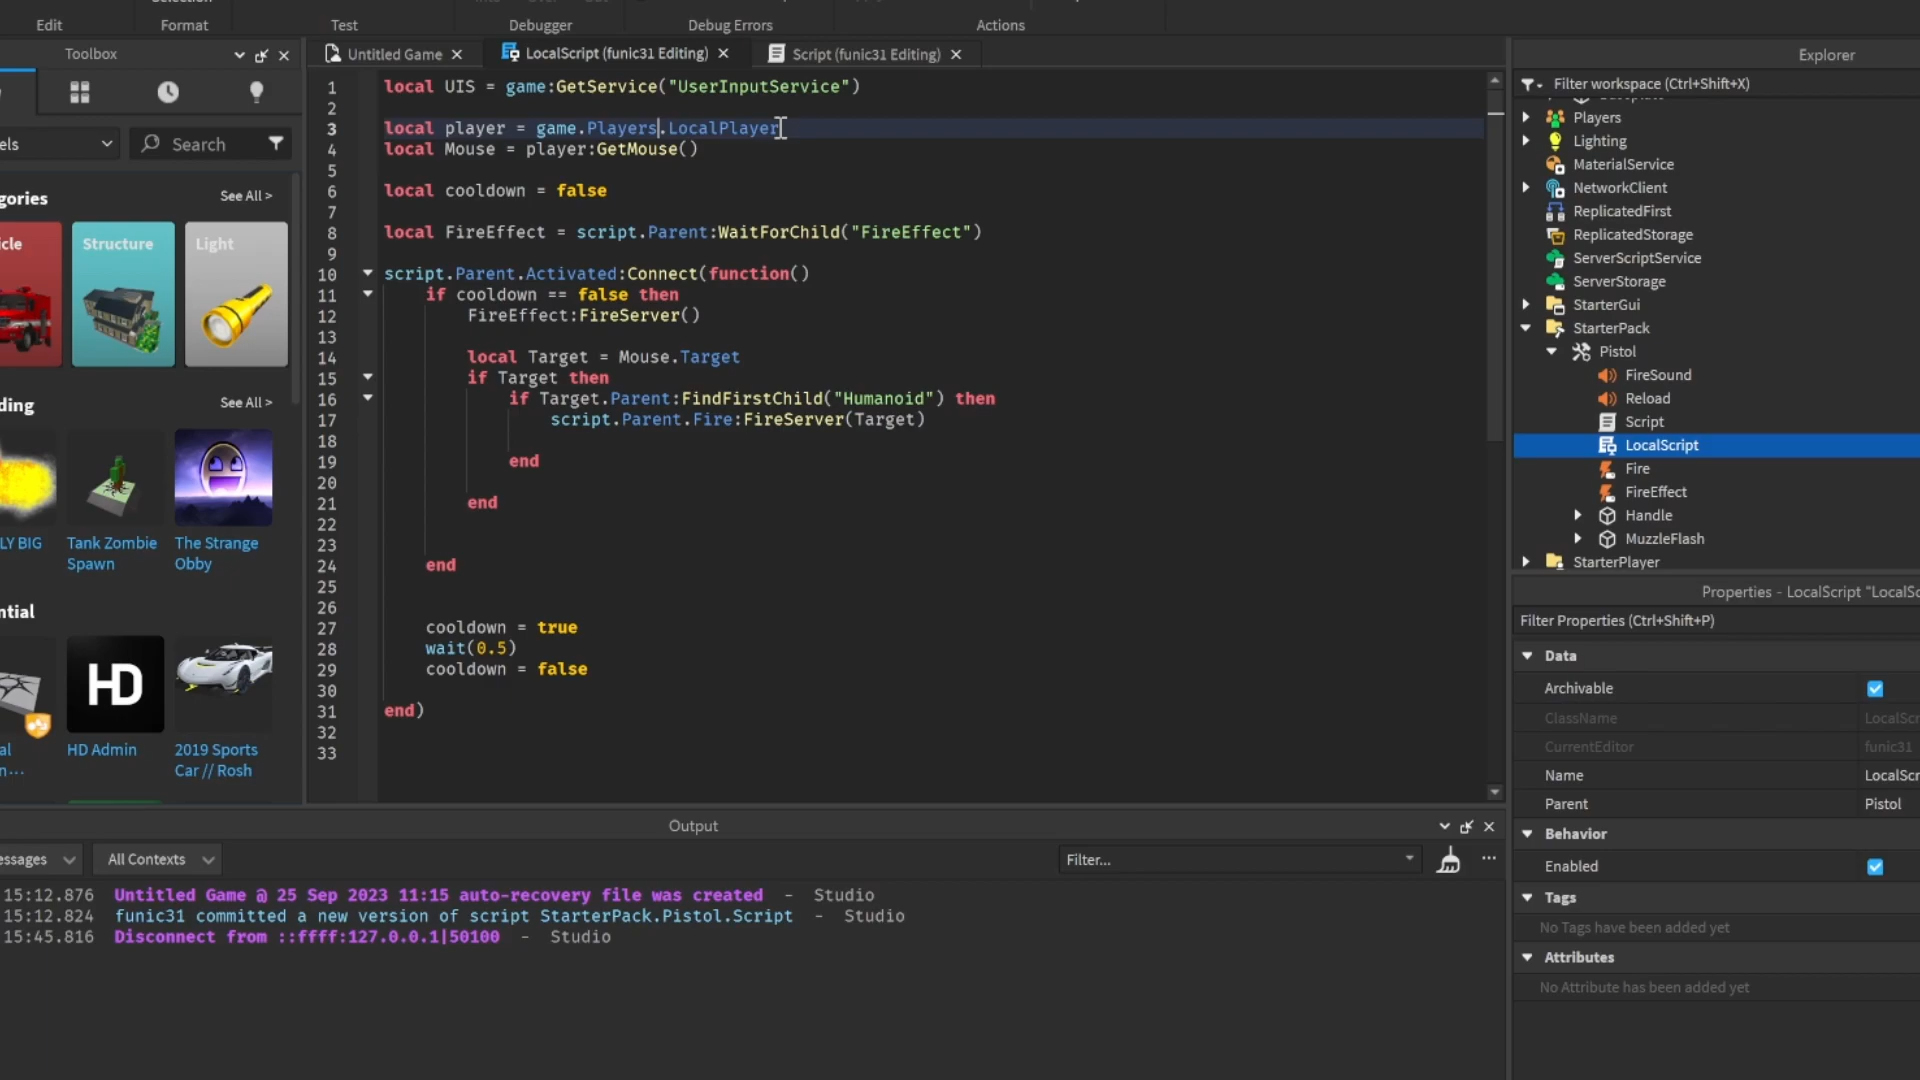 Edit
Format
Test
Debugger
Debug Errors
Actions
Toolbox
Untitled Game
LocalScript (funic31 Editing)
Script (funic31 Editing)
Explorer
els
Search
Filter workspace (Ctrl+Shift+X)
gories
See All >
cle
Structure
Light
ding
See All >
LY BIG
Tank Zombie
Spawn
The Strange
Obby
ntial
HD
al
n...
HD Admin
2019 Sports
Car // Rosh
1 local UIS = game:GetService("UserInputService")
2
3 local player = game.Players.LocalPlayer
4 local Mouse = player:GetMouse()
5
6 local cooldown = false
7
8 local FireEffect = script.Parent:WaitForChild("FireEffect")
9
10 script.Parent.Activated:Connect(function()
11 if cooldown == false then
12 FireEffect:FireServer()
13
14 local Target = Mouse.Target
15 if Target then
16 if Target.Parent:FindFirstChild("Humanoid") then
17 script.Parent.Fire:FireServer(Target)
18
19 end
20
21 end
22
23
24 end
25
26
27 cooldown = true
28 wait(0.5)
29 cooldown = false
30
31 end)
32
33
Players
Lighting
MaterialService
NetworkClient
ReplicatedFirst
ReplicatedStorage
ServerScriptService
ServerStorage
StarterGui
StarterPack
Pistol
FireSound
Reload
Script
LocalScript
Fire
FireEffect
Handle
MuzzleFlash
StarterPlayer
Properties - LocalScript "LocalSc
Filter Properties (Ctrl+Shift+P)
Data
Archivable
ClassName LocalScr
CurrentEditor funic31
Name LocalScr
Parent Pistol
Behavior
Enabled
Tags
No Tags have been added yet
Attributes
No Attribute has been added yet
Output
essages
All Contexts
Filter...
15:12.876 Untitled Game @ 25 Sep 2023 11:15 auto-recovery file was created - Studio
15:12.824 funic31 committed a new version of script StarterPack.Pistol.Script - Studio
15:45.816 Disconnect from ::ffff:127.0.0.1|50100 - Studio